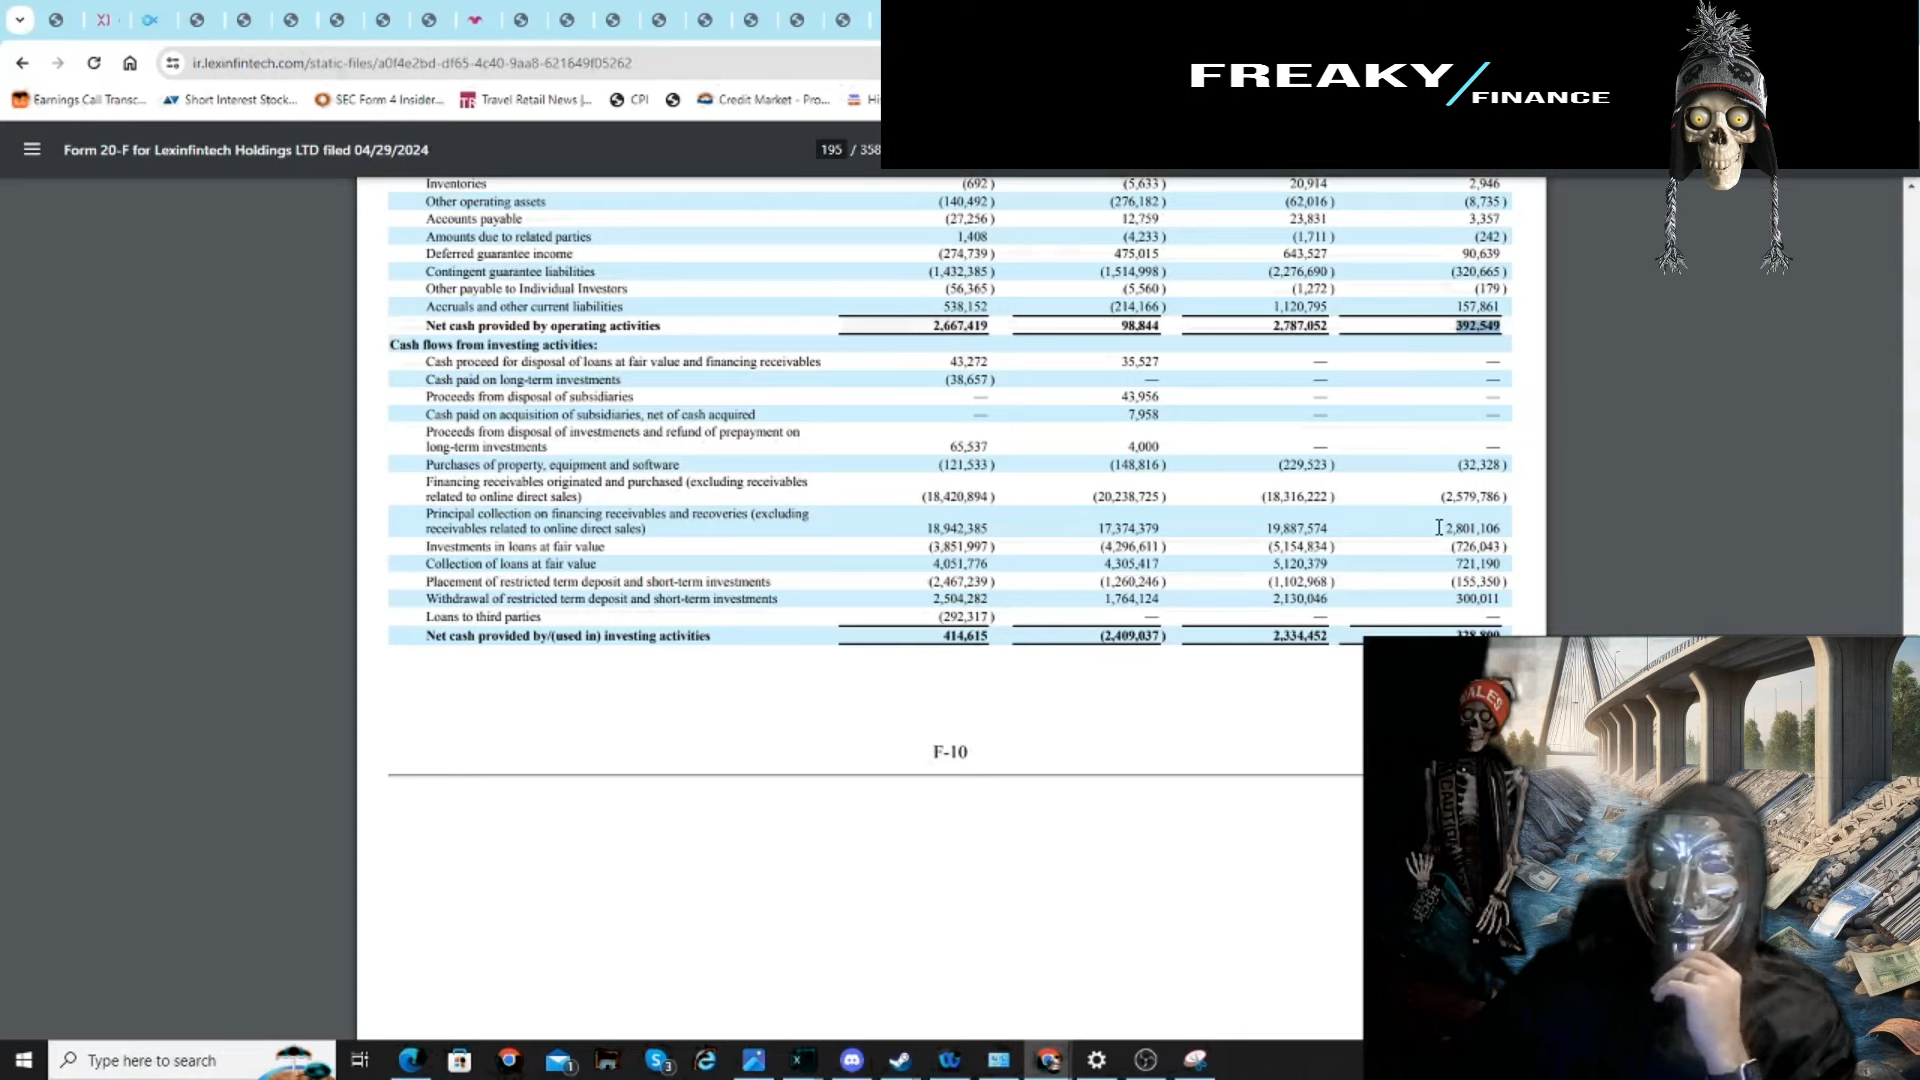 ir.lexinfintech.com/static-files/a0f4e2bd-df65-4c40-9aa8-621649f05262
FREAKY/FINANCE
Earnings Call Transc... Short Interest Stock... SEC Form 4 Insider... Travel Retail News |... CPI Credit Market - Pro... Hi
Form 20-F for Lexinfintech Holdings LTD filed 04/29/2024 195 / 358
Inventories (692) (5,633) 20,914 2,946
Other operating assets (140,492) (276,182) (62,016) (8,735)
Accounts payable (27,256) 12,759 23,831 3,357
Amounts due to related parties 1,408 (4,233) (1,711) (242)
Deferred guarantee income (274,739) 475,015 643,527 90,639
Contingent guarantee liabilities (1,432,385) (1,514,998) (2,276,690) (320,665)
Other payable to Individual Investors (56,365) (5,560) (1,272) (179)
Accruals and other current liabilities 538,152 (214,166) 1,120,795 157,861
Net cash provided by operating activities 2,667,419 98,844 2,787,052 392,549
Cash flows from investing activities:
Cash proceed for disposal of loans at fair value and financing receivables 43,272 35,527 — —
Cash paid on long-term investments (38,657) — — —
Proceeds from disposal of subsidiaries — 43,956 — —
Cash paid on acquisition of subsidiaries, net of cash acquired — 7,958 — —
Proceeds from disposal of investmenets and refund of prepayment on
long-term investments 65,537 4,000 — —
Purchases of property, equipment and software (121,533) (148,816) (229,523) (32,328)
Financing receivables originated and purchased (excluding receivables
related to online direct sales) (18,420,894) (20,238,725) (18,316,222) (2,579,786)
Principal collection on financing receivables and recoveries (excluding
receivables related to online direct sales) 18,942,385 17,374,379 19,887,574 2,801,106
Investments in loans at fair value (3,851,997) (4,296,611) (5,154,834) (726,043)
Collection of loans at fair value 4,051,776 4,305,417 5,120,379 721,190
Placement of restricted term deposit and short-term investments (2,467,239) (1,260,246) (1,102,968) (155,350)
Withdrawal of restricted term deposit and short-term investments 2,504,282 1,764,124 2,130,046 300,011
Loans to third parties (292,317) — — —
Net cash provided by/(used in) investing activities 414,615 (2,409,037) 2,334,452
F-10
Type here to search